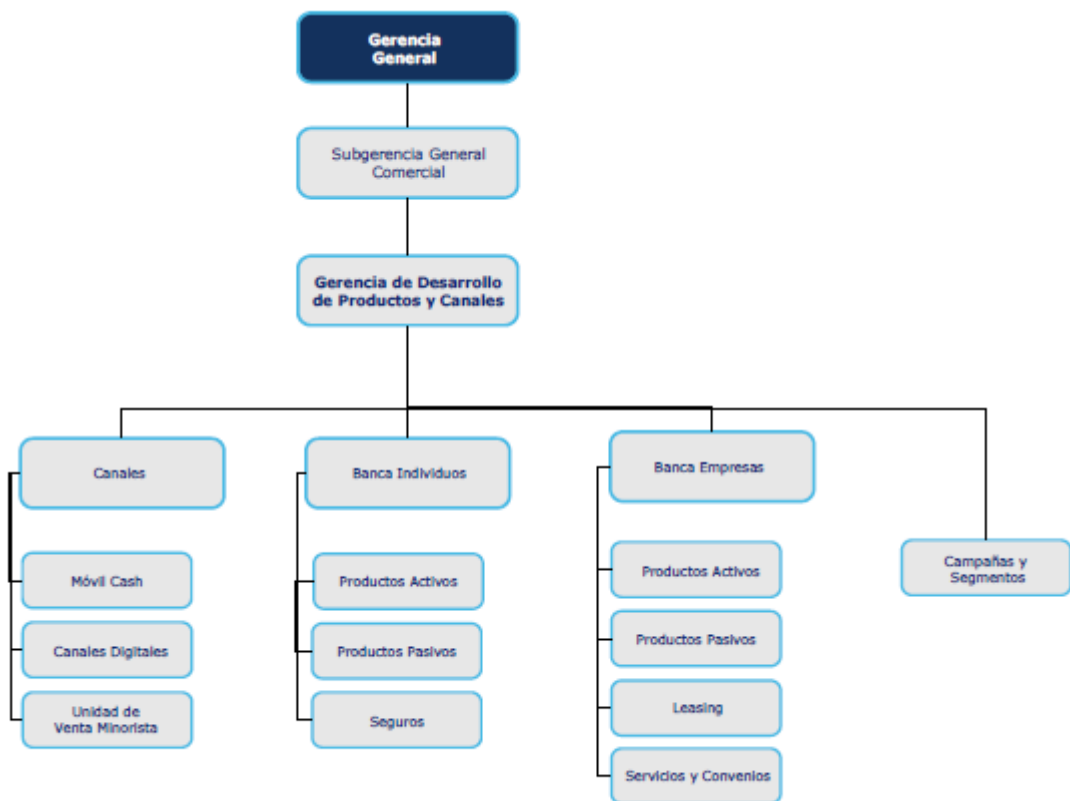 Gerencia
General
Subgerencia General
Comercial
Gerencia de Desarrollo
de Productos y Canales
Canales
Banca Individuos
Banca Empresas
Campañas y
Segmentos
Móvil Cash
Canales Digitales
Unidad de
Venta Minorista
Productos Activos
Productos Pasivos
Seguros
Productos Activos
Productos Pasivos
Leasing
Servicios y Convenios